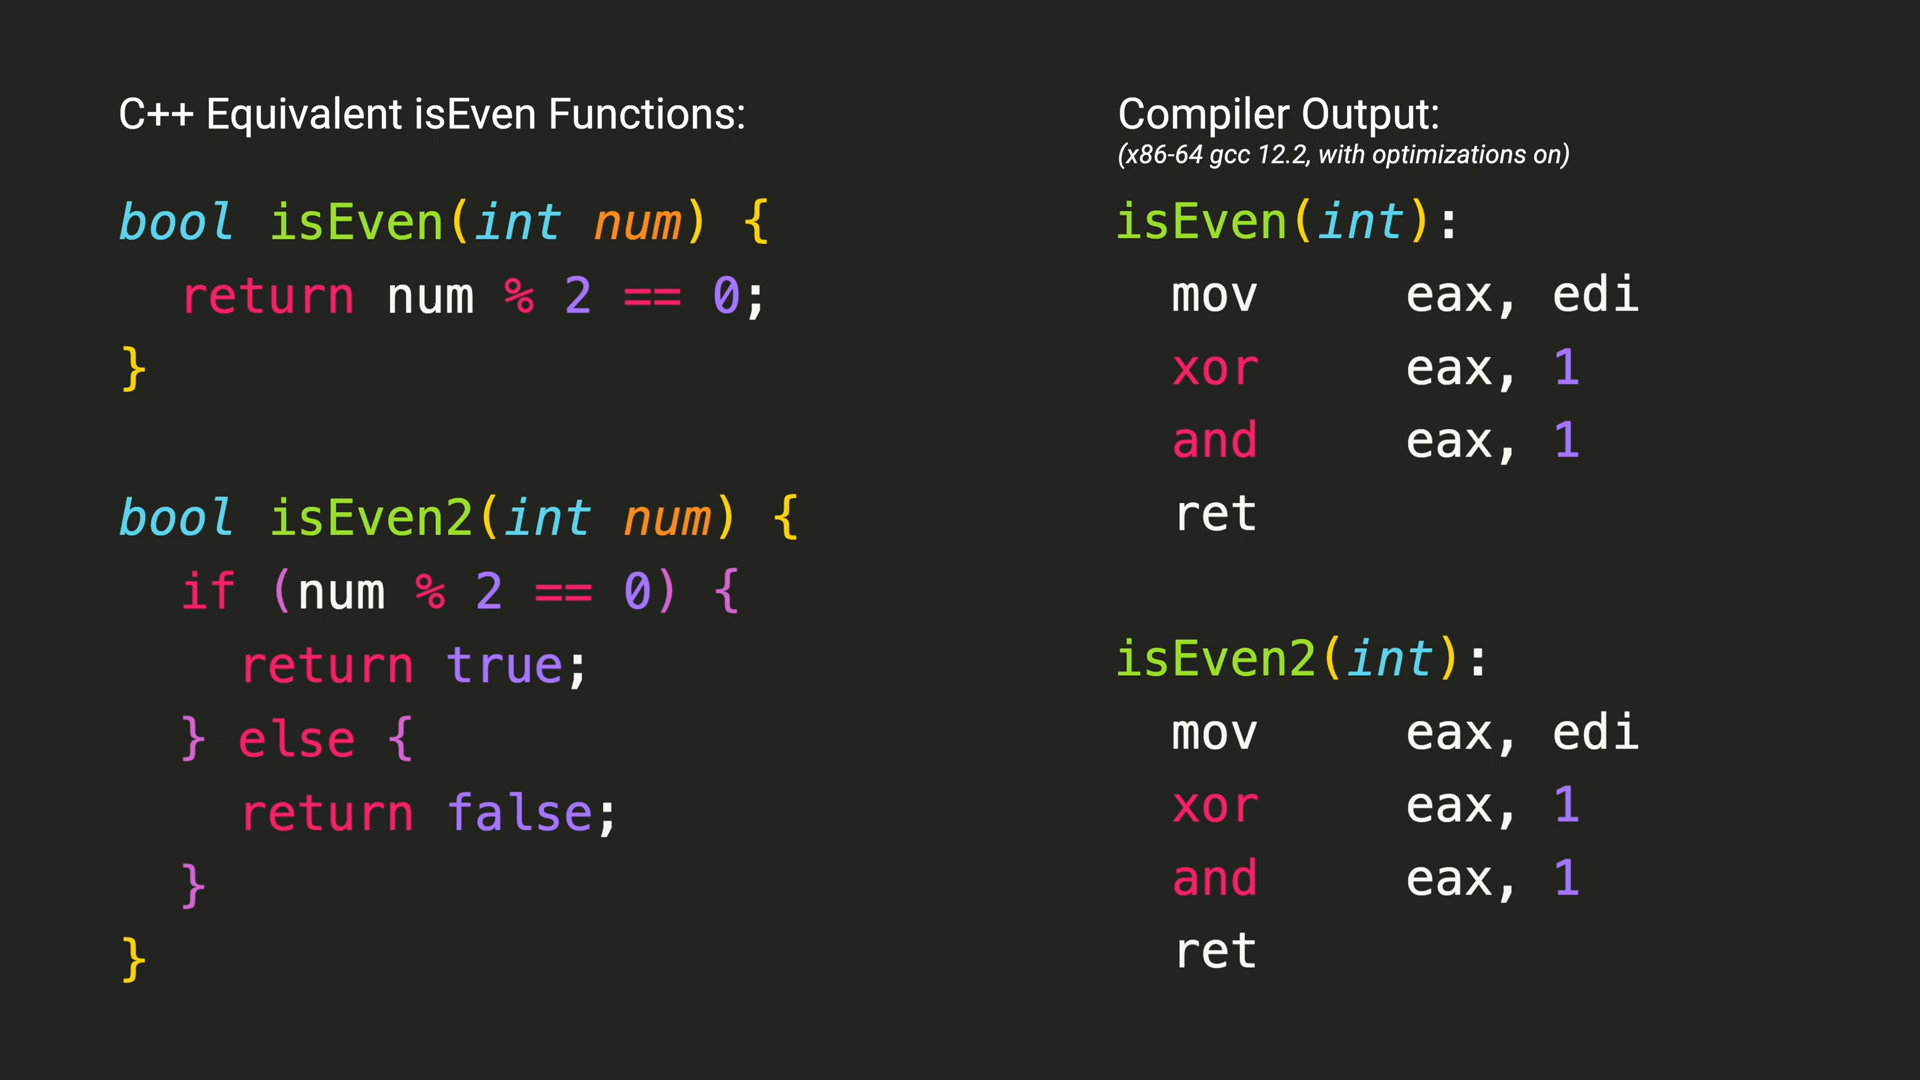 C++ Equivalent isEven Functions:
bool isEven(int num) {
  return num % 2 == 0;
}
bool isEven2(int num) {
  if (num % 2 == 0) {
    return true;
  } else {
    return false;
  }
}
Compiler Output:
(x86-64 gcc 12.2, with optimizations on)
isEven(int):
  mov     eax, edi
  xor     eax, 1
  and     eax, 1
  ret
isEven2(int):
  mov     eax, edi
  xor     eax, 1
  and     eax, 1
  ret